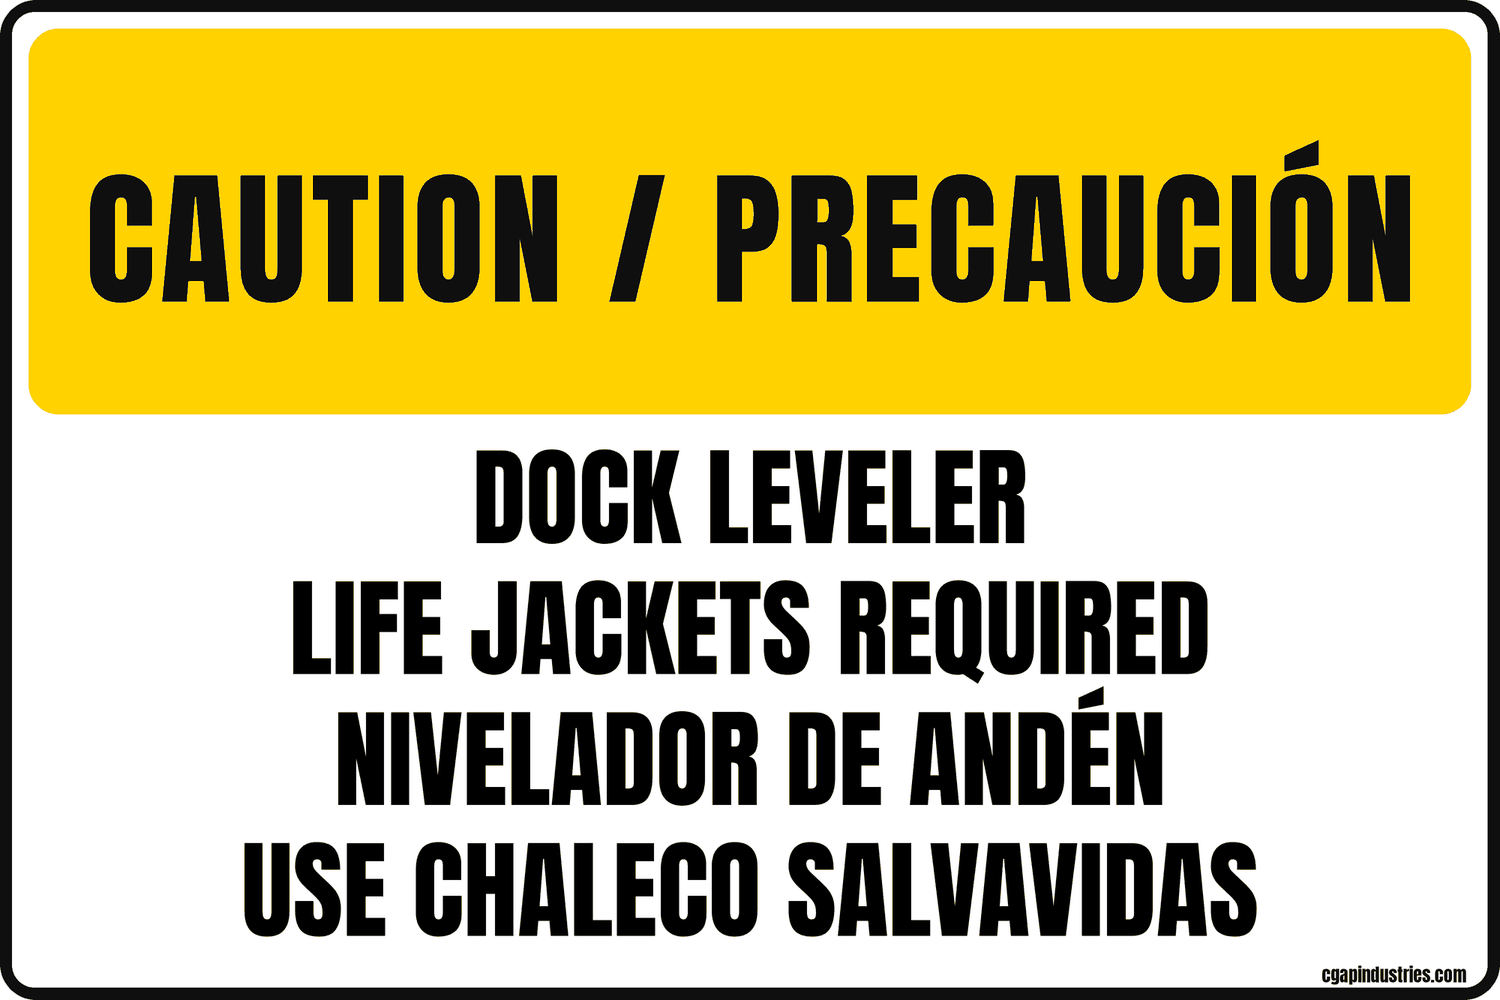 CAUTION / PRECAUCIÓN
DOCK LEVELER
LIFE JACKETS REQUIRED
NIVELADOR DE ANDÉN
USE CHALECO SALVAVIDAS
cgapindustries.com